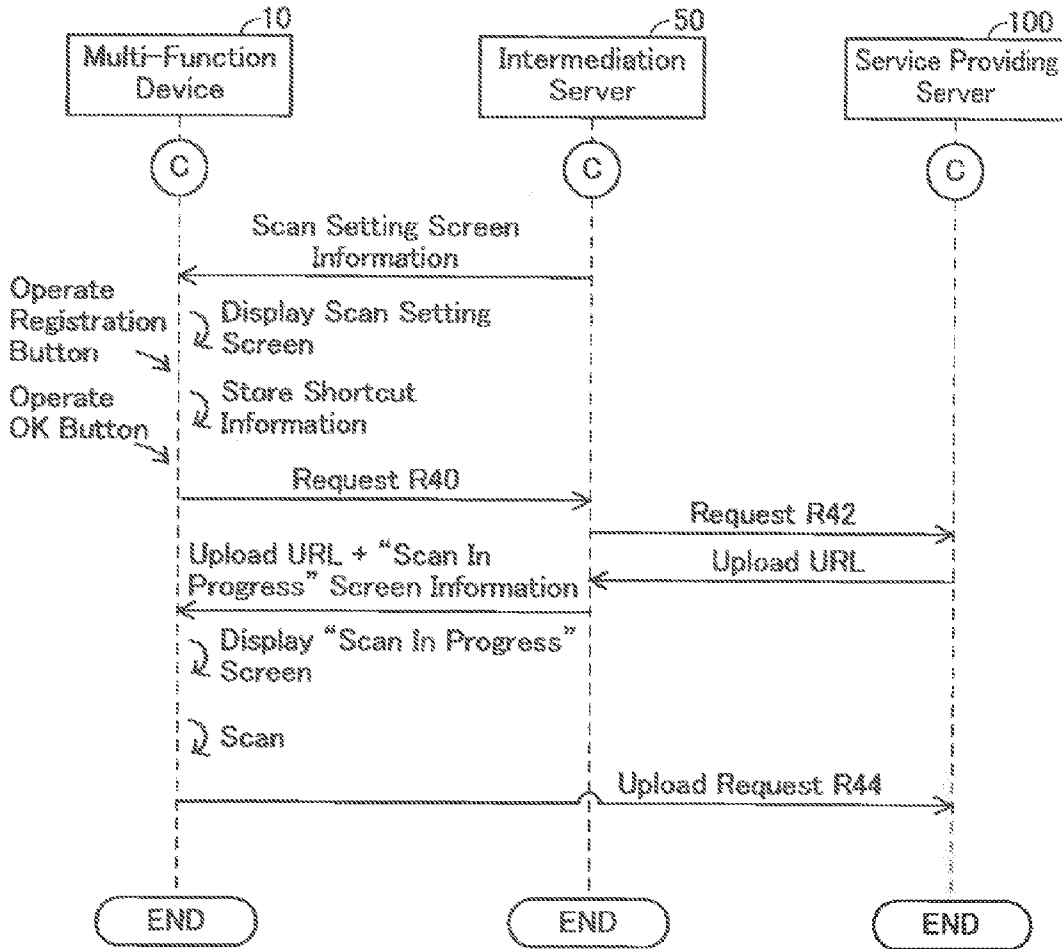 10
50
100
Multi-Function
Device
Intermediation
Server
Service Providing
Server
C
C
C
Scan Setting Screen
Information
Operate
Registration
Button
Display Scan Setting
Screen
Operate
OK Button
Store Shortcut
Information
Request R40
Request R42
Upload URL
Upload URL + “Scan In
Progress” Screen Information
Display “Scan In Progress”
Screen
Scan
Upload Request R44
END
END
END